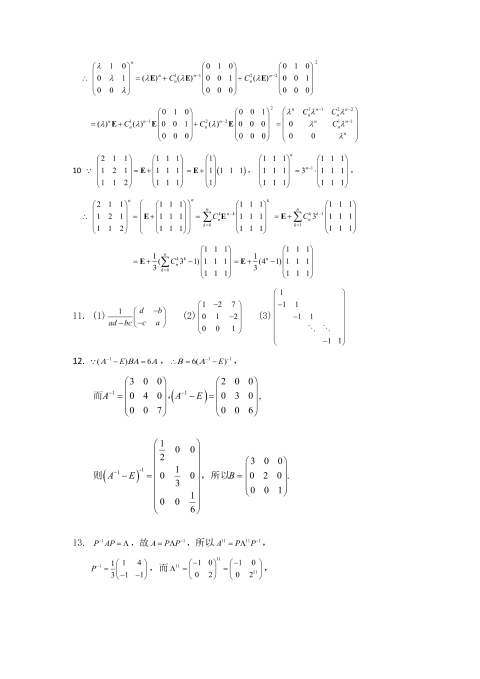 ∴ $\begin{pmatrix} \lambda & 1 & 0 \\ 0 & \lambda & 1 \\ 0 & 0 & \lambda \end{pmatrix}^n = (\lambda \mathbf{E})^n + C_n^1 (\lambda \mathbf{E})^{n-1} \begin{pmatrix} 0 & 1 & 0 \\ 0 & 0 & 1 \\ 0 & 0 & 0 \end{pmatrix} + C_n^2 (\lambda \mathbf{E})^{n-2} \begin{pmatrix} 0 & 1 & 0 \\ 0 & 0 & 1 \\ 0 & 0 & 0 \end{pmatrix}^2$
$= (\lambda)^n \mathbf{E} + C_n^1 (\lambda)^{n-1} \mathbf{E} \begin{pmatrix} 0 & 1 & 0 \\ 0 & 0 & 1 \\ 0 & 0 & 0 \end{pmatrix} + C_n^2 (\lambda)^{n-2} \mathbf{E} \begin{pmatrix} 0 & 0 & 1 \\ 0 & 0 & 0 \\ 0 & 0 & 0 \end{pmatrix}^2 = \begin{pmatrix} \lambda^n & C_n^1 \lambda^{n-1} & C_n^2 \lambda^{n-2} \\ 0 & \lambda^n & C_n^1 \lambda^{n-1} \\ 0 & 0 & \lambda^n \end{pmatrix}$
10 ∵ $\begin{pmatrix} 2 & 1 & 1 \\ 1 & 2 & 1 \\ 1 & 1 & 2 \end{pmatrix} = \mathbf{E} + \begin{pmatrix} 1 & 1 & 1 \\ 1 & 1 & 1 \\ 1 & 1 & 1 \end{pmatrix} = \mathbf{E} + \begin{pmatrix} 1 \\ 1 \\ 1 \end{pmatrix} (1\ 1\ 1)$， $\begin{pmatrix} 1 & 1 & 1 \\ 1 & 1 & 1 \\ 1 & 1 & 1 \end{pmatrix}^n = 3^{n-1} \cdot \begin{pmatrix} 1 & 1 & 1 \\ 1 & 1 & 1 \\ 1 & 1 & 1 \end{pmatrix}$，
∴ $\begin{pmatrix} 2 & 1 & 1 \\ 1 & 2 & 1 \\ 1 & 1 & 2 \end{pmatrix}^n = \left( \mathbf{E} + \begin{pmatrix} 1 & 1 & 1 \\ 1 & 1 & 1 \\ 1 & 1 & 1 \end{pmatrix} \right)^n = \sum_{k=0}^n C_n^k \mathbf{E}^{n-k} \begin{pmatrix} 1 & 1 & 1 \\ 1 & 1 & 1 \\ 1 & 1 & 1 \end{pmatrix}^k = \mathbf{E} + \sum_{k=1}^n C_n^k 3^{k-1} \begin{pmatrix} 1 & 1 & 1 \\ 1 & 1 & 1 \\ 1 & 1 & 1 \end{pmatrix}$
$= \mathbf{E} + \frac{1}{3} (\sum_{k=0}^n C_n^k 3^k - 1) \begin{pmatrix} 1 & 1 & 1 \\ 1 & 1 & 1 \\ 1 & 1 & 1 \end{pmatrix} = \mathbf{E} + \frac{1}{3} (4^n - 1) \begin{pmatrix} 1 & 1 & 1 \\ 1 & 1 & 1 \\ 1 & 1 & 1 \end{pmatrix}$
11. (1) $\frac{1}{ad-bc} \begin{pmatrix} d & -b \\ -c & a \end{pmatrix}$ (2) $\begin{pmatrix} 1 & -2 & 7 \\ 0 & 1 & -2 \\ 0 & 0 & 1 \end{pmatrix}$ (3) $\begin{pmatrix} 1 & & & & \\ -1 & 1 & & & \\ & -1 & 1 & & \\ & & \ddots & \ddots & \\ & & & -1 & 1 \end{pmatrix}$
12. ∵$(A^{-1} - E)BA = 6A$，∴$B = 6(A^{-1} - E)^{-1}$，
而$A^{-1} = \begin{pmatrix} 3 & 0 & 0 \\ 0 & 4 & 0 \\ 0 & 0 & 7 \end{pmatrix}$,$\left(A^{-1} - E\right) = \begin{pmatrix} 2 & 0 & 0 \\ 0 & 3 & 0 \\ 0 & 0 & 6 \end{pmatrix}$,
则$\left(A^{-1} - E\right)^{-1} = \begin{pmatrix} \frac{1}{2} & 0 & 0 \\ 0 & \frac{1}{3} & 0 \\ 0 & 0 & \frac{1}{6} \end{pmatrix}$，所以$B = \begin{pmatrix} 3 & 0 & 0 \\ 0 & 2 & 0 \\ 0 & 0 & 1 \end{pmatrix}$.
13. $P^{-1}AP = \Lambda$，故$A = P\Lambda P^{-1}$，所以$A^{11} = P\Lambda^{11}P^{-1}$，
$P^{-1} = \frac{1}{3} \begin{pmatrix} 1 & 4 \\ -1 & -1 \end{pmatrix}$，而$\Lambda^{11} = \begin{pmatrix} -1 & 0 \\ 0 & 2 \end{pmatrix}^{11} = \begin{pmatrix} -1 & 0 \\ 0 & 2^{11} \end{pmatrix}$，